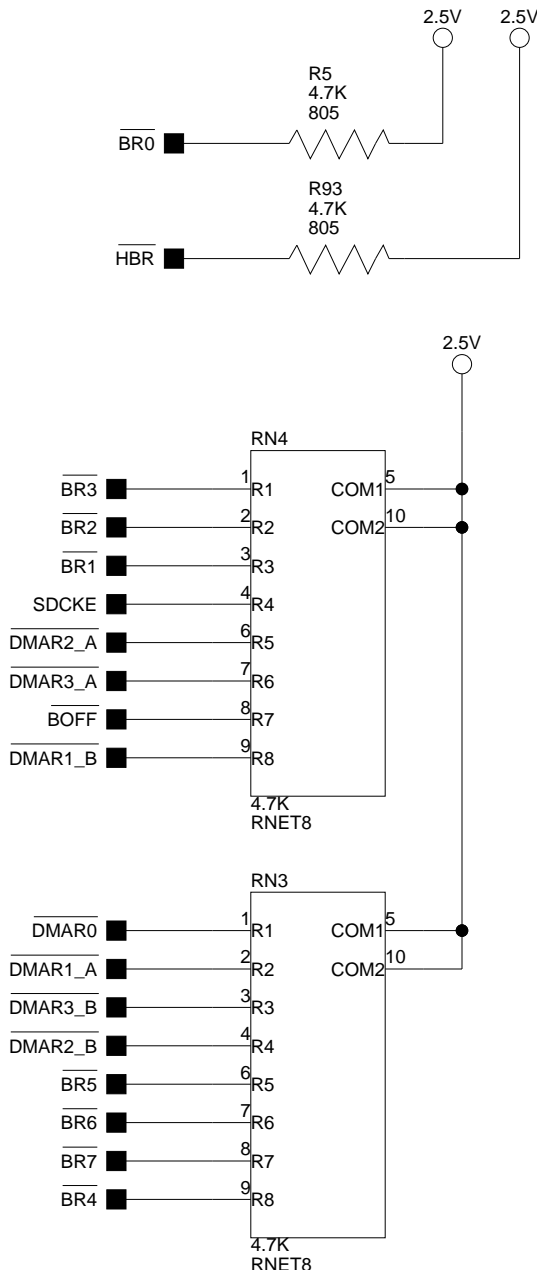 2.5V 2.5V
R5
4.7K
805
BR0
R93
4.7K
805
HBR
2.5V
RN4
BR3 1 R1 COM1 5
BR2 2 R2 COM2 10
BR1 3 R3
SDCKE 4 R4
DMAR2_A 6 R5
DMAR3_A 7 R6
BOFF 8 R7
DMAR1_B 9 R8
4.7K
RNET8
RN3
DMAR0 1 R1 COM1 5
DMAR1_A 2 R2 COM2 10
DMAR3_B 3 R3
DMAR2_B 4 R4
BR5 6 R5
BR6 7 R6
BR7 8 R7
BR4 9 R8
4.7K
RNET8